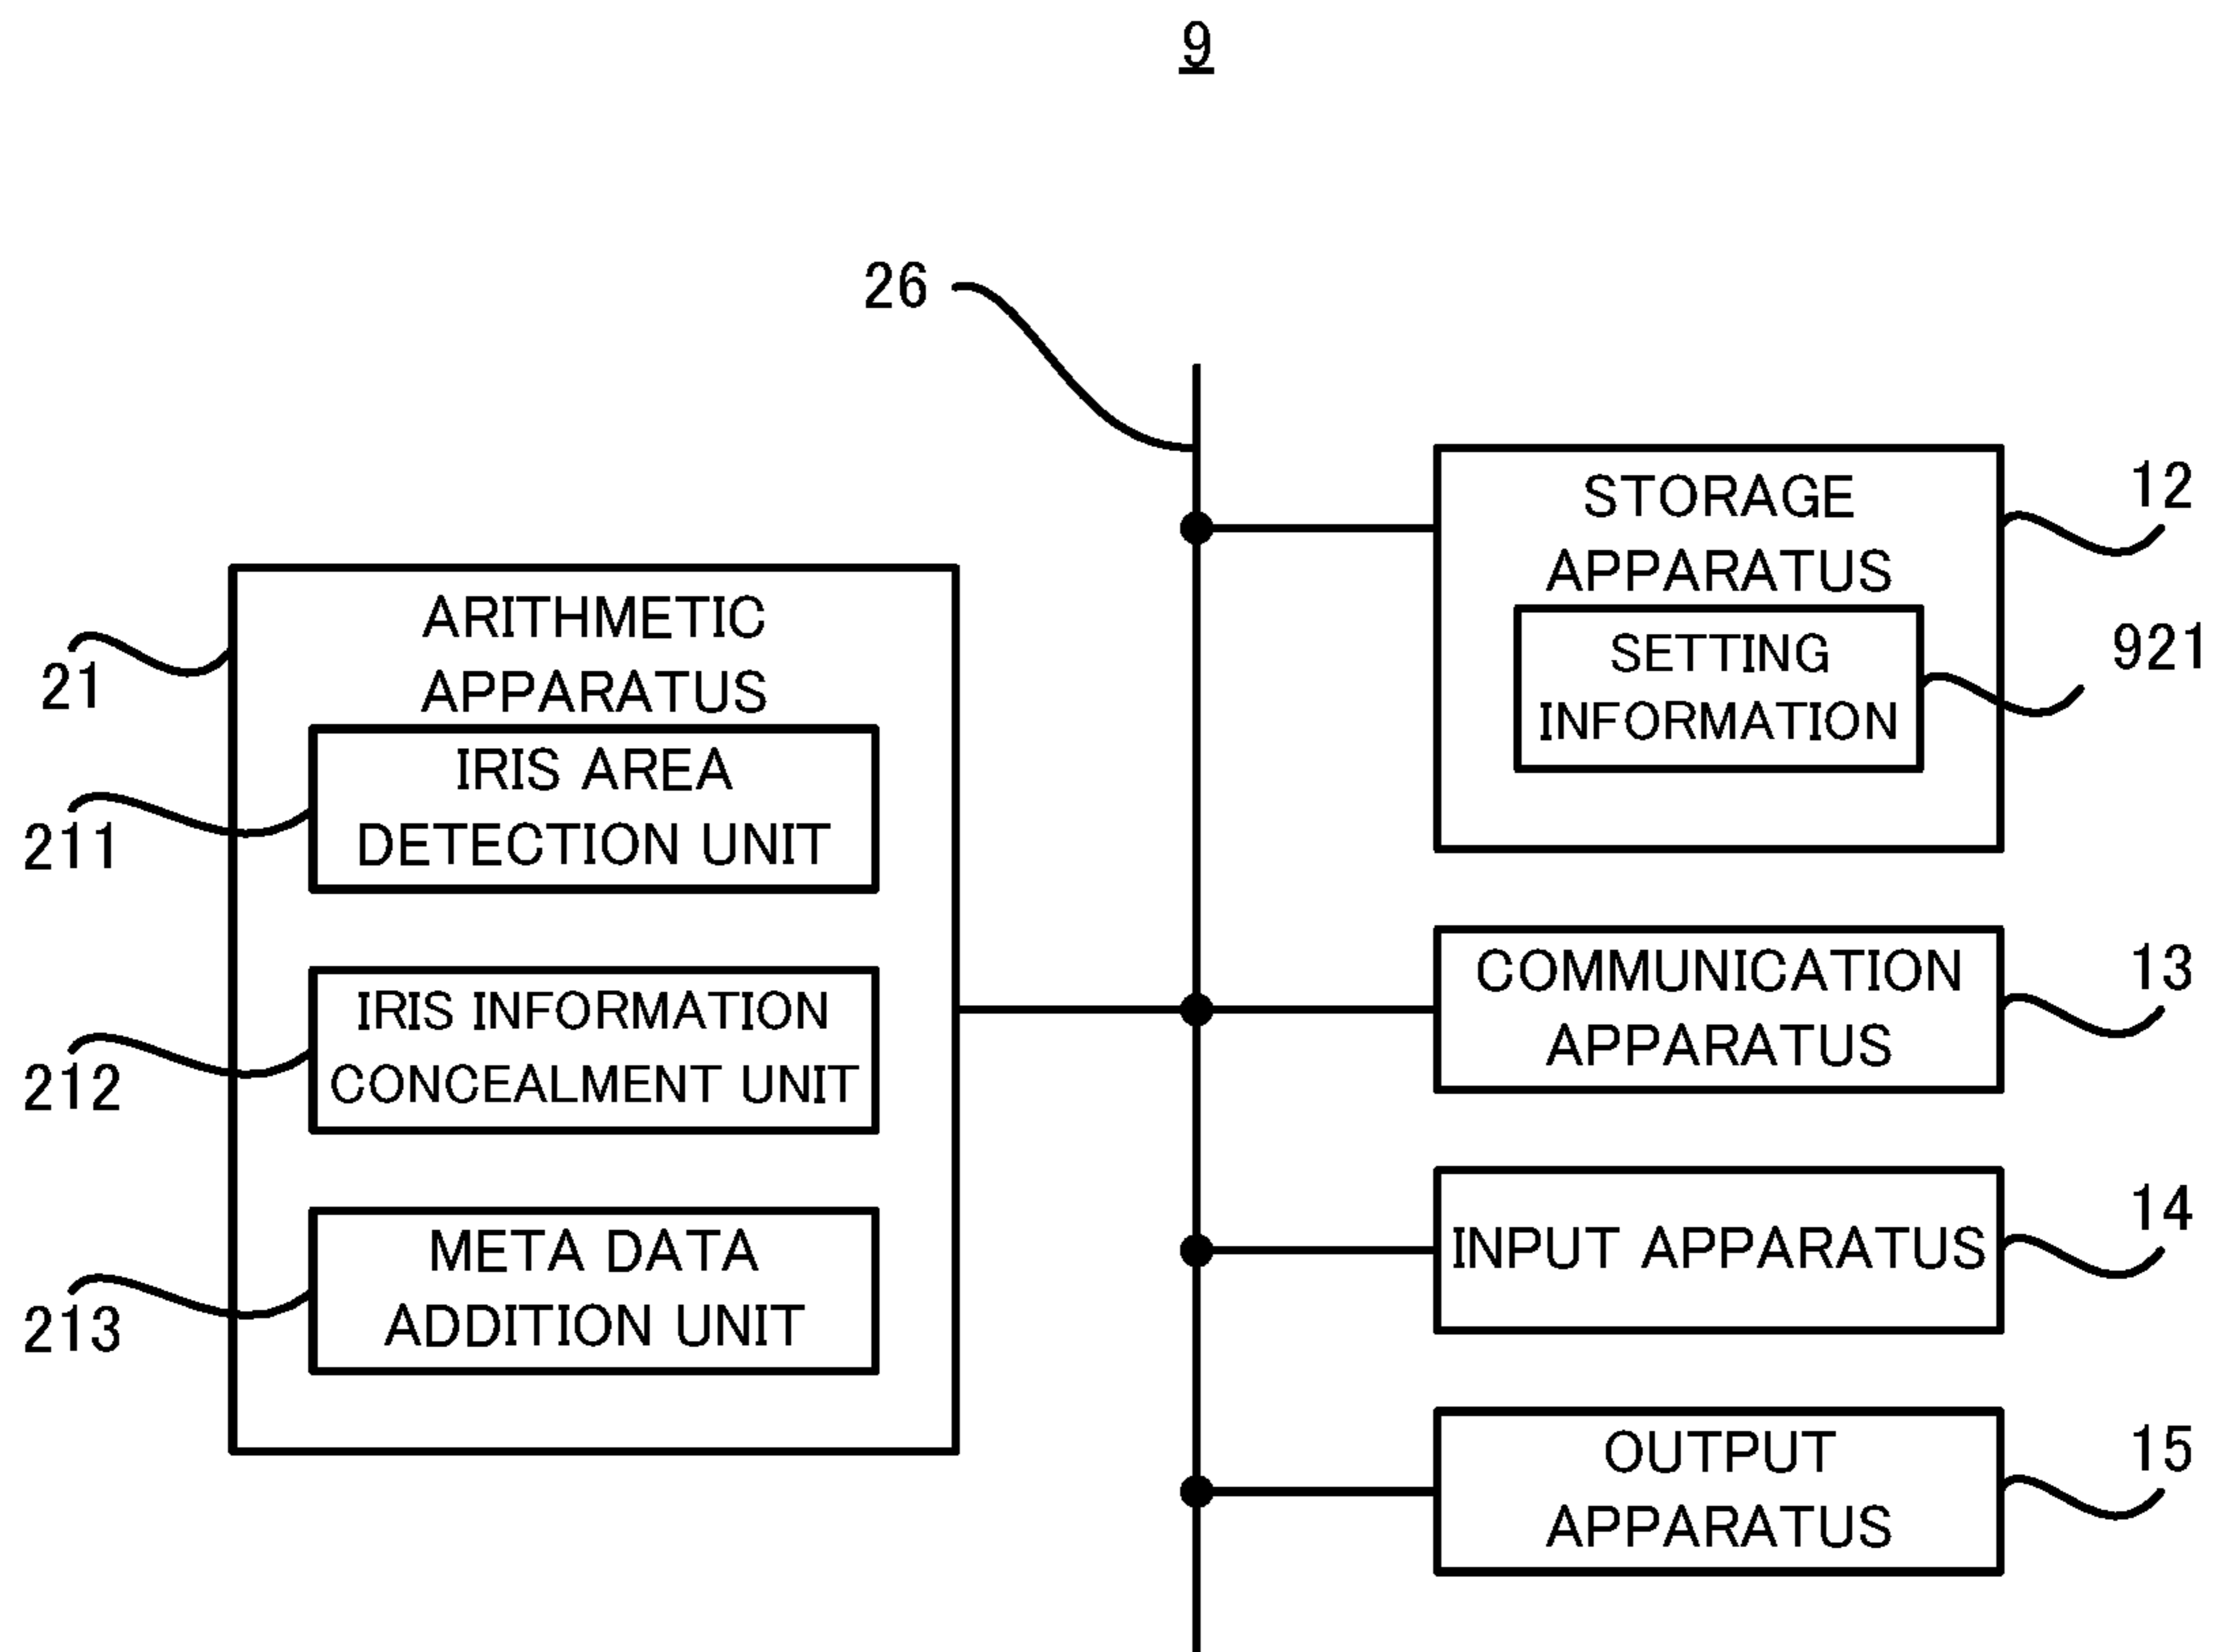 9
26
STORAGE
APPARATUS
12
SETTING
INFORMATION
921
ARITHMETIC
APPARATUS
21
IRIS AREA
DETECTION UNIT
211
IRIS INFORMATION
CONCEALMENT UNIT
212
META DATA
ADDITION UNIT
213
COMMUNICATION
APPARATUS
13
INPUT APPARATUS
14
OUTPUT
APPARATUS
15